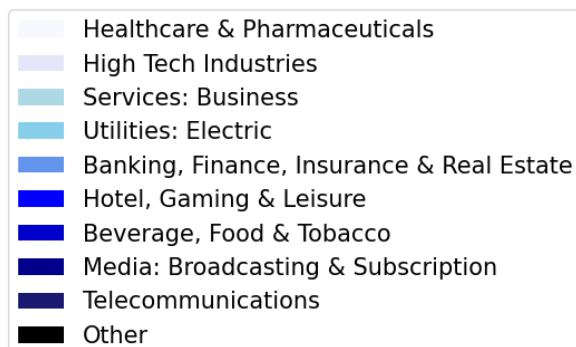 Healthcare & Pharmaceuticals
High Tech Industries
Services: Business
Utilities: Electric
Banking, Finance, Insurance & Real Estate
Hotel, Gaming & Leisure
Beverage, Food & Tobacco
Media: Broadcasting & Subscription
Telecommunications
Other